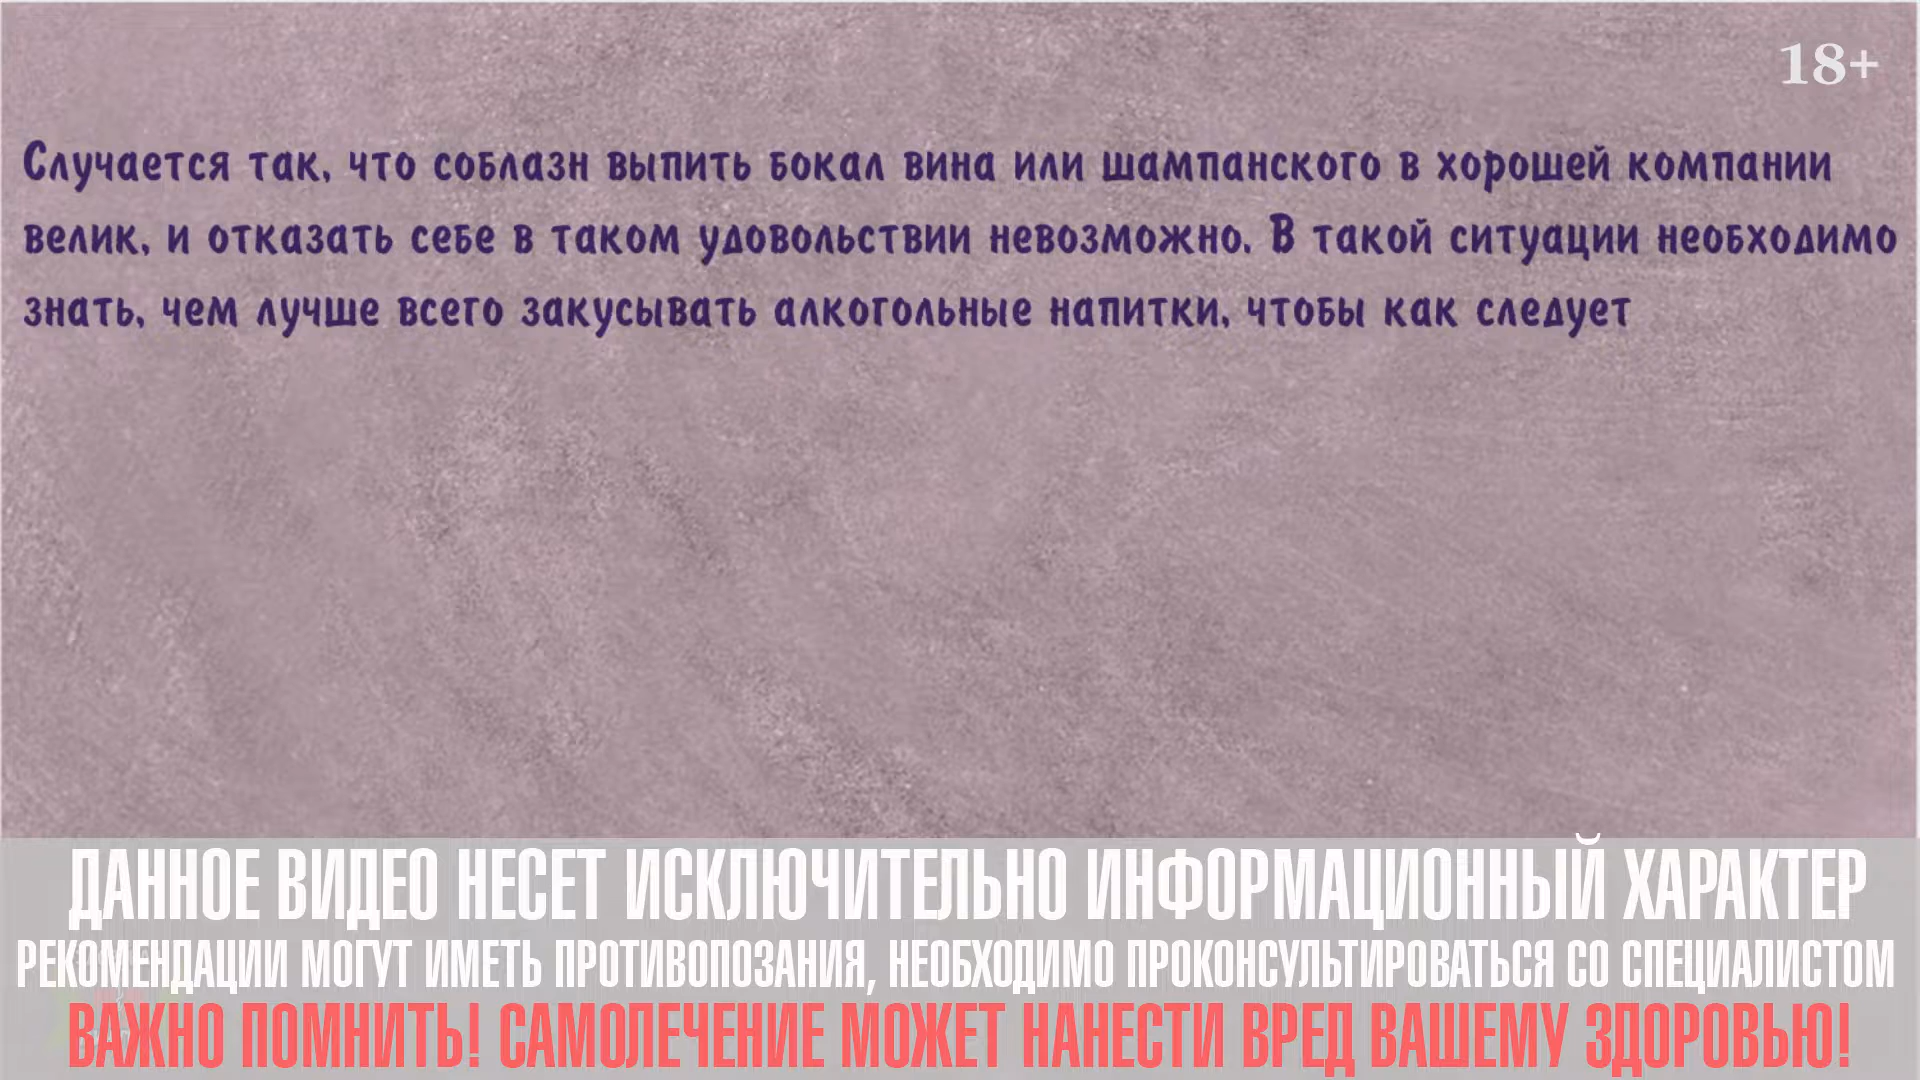 18+
Случается так, что соблазн выпить бокал вина или шампанского в хорошей компании
велик, и отказать себе в таком удовольствии невозможно. В такой ситуации необходимо
знать, чем лучше всего закусывать алкогольные напитки, чтобы как следует
ДАННОЕ ВИДЕО НЕСЕТ ИСКЛЮЧИТЕЛЬНО ИНФОРМАЦИОННЫЙ ХАРАКТЕР
РЕКОМЕНДАЦИИ МОГУТ ИМЕТЬ ПРОТИВОПОЗАНИЯ, НЕОБХОДИМО ПРОКОНСУЛЬТИРОВАТЬСЯ СО СПЕЦИАЛИСТОМ
ВАЖНО ПОМНИТЬ! САМОЛЕЧЕНИЕ МОЖЕТ НАНЕСТИ ВРЕД ВАШЕМУ ЗДОРОВЬЮ!